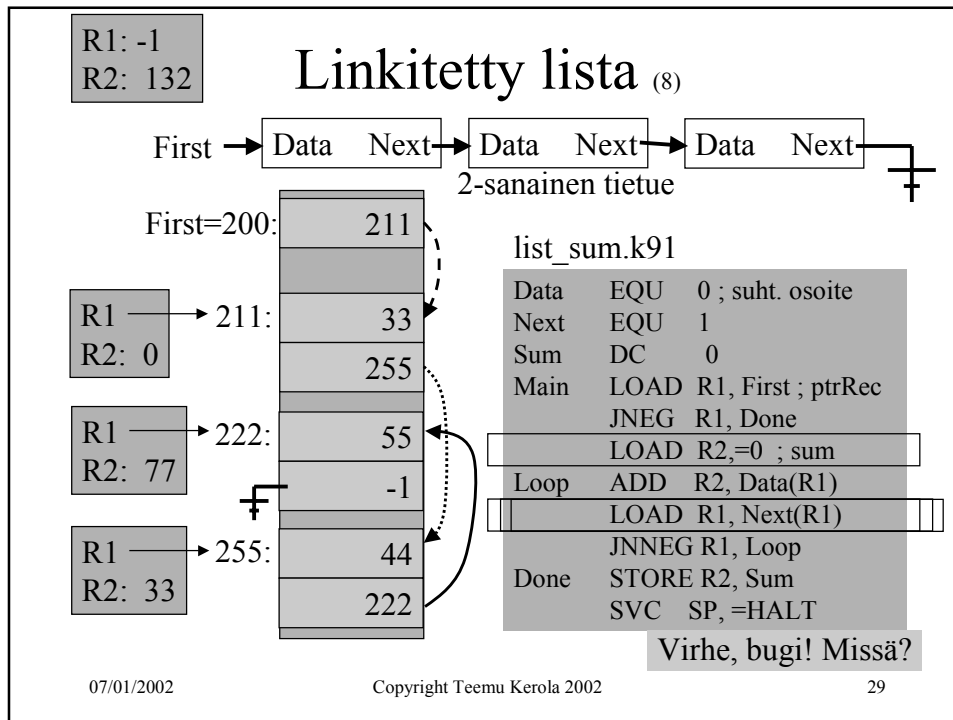 R1: -1
R2: 132
Linkitetty lista (8)
First Data Next Data Next Data Next
2-sanainen tietue
First=200: 211
R1 211: 33
R2: 0
255
R1 222: 55
R2: 77
-1
R1 255: 44
R2: 33
222
list_sum.k91
Data EQU 0 ; suht. osoite
Next EQU 1
Sum DC 0
Main LOAD R1, First ; ptrRec
JNEG R1, Done
LOAD R2,=0 ; sum
Loop ADD R2, Data(R1)
LOAD R1, Next(R1)
JNNEG R1, Loop
Done STORE R2, Sum
SVC SP, =HALT
Virhe, bugi! Missä?
07/01/2002 Copyright Teemu Kerola 2002 29